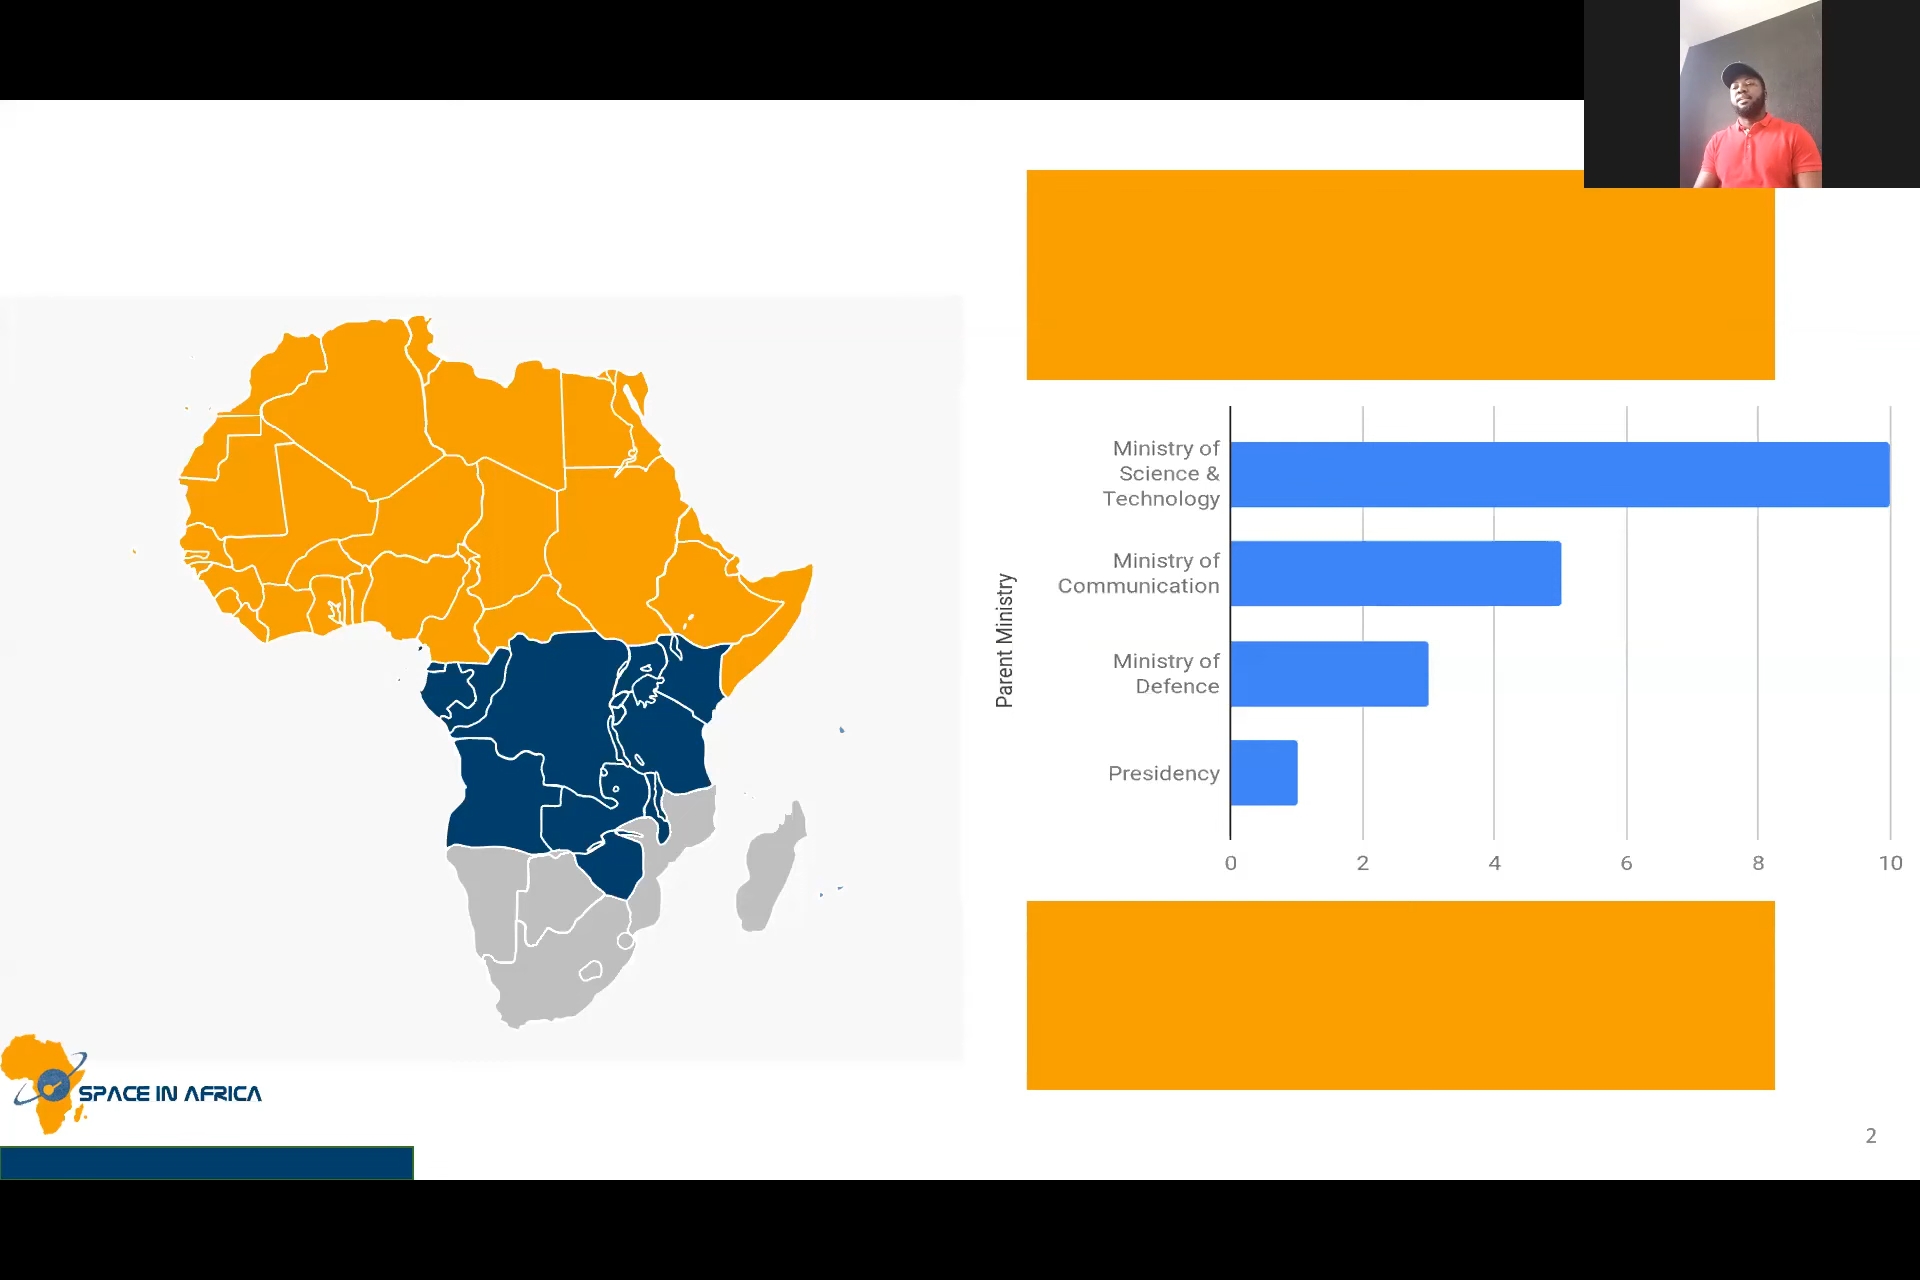 Ministry of
Science &
Technology
Ministry of
Communication
Parent Ministry
Ministry of
Defence
Presidency
0 2 4 6 8 10
SPACE IN AFRICA
2